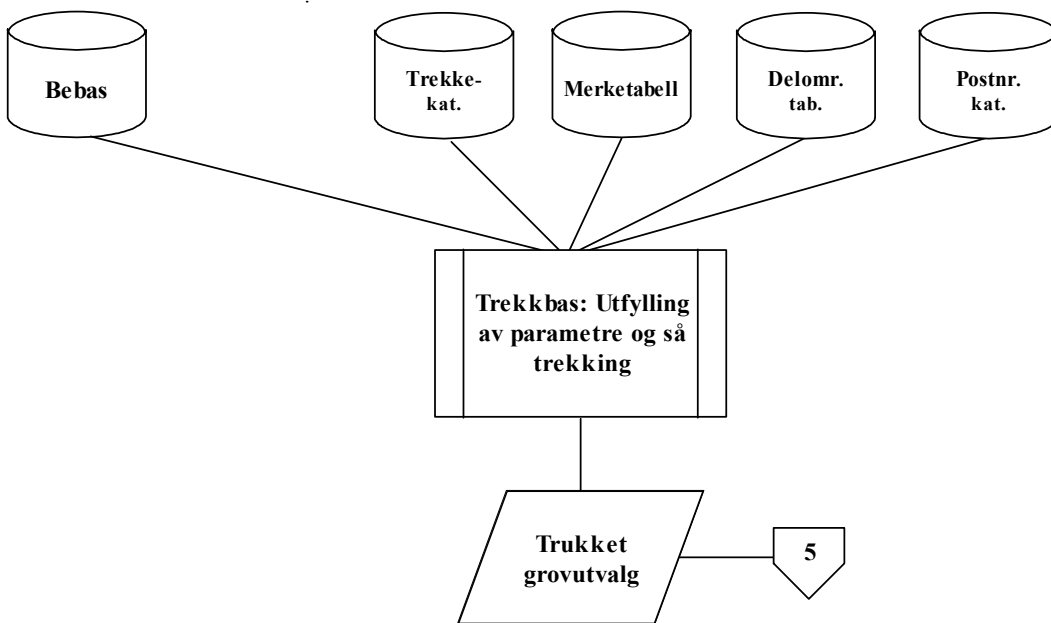 Bebas
Trekke-
kat.
Merketabell
Delomr.
tab.
Postnr.
kat.
Trekkbas: Utfylling
av parametre og så
trekking
Trukket
grovutvalg
5